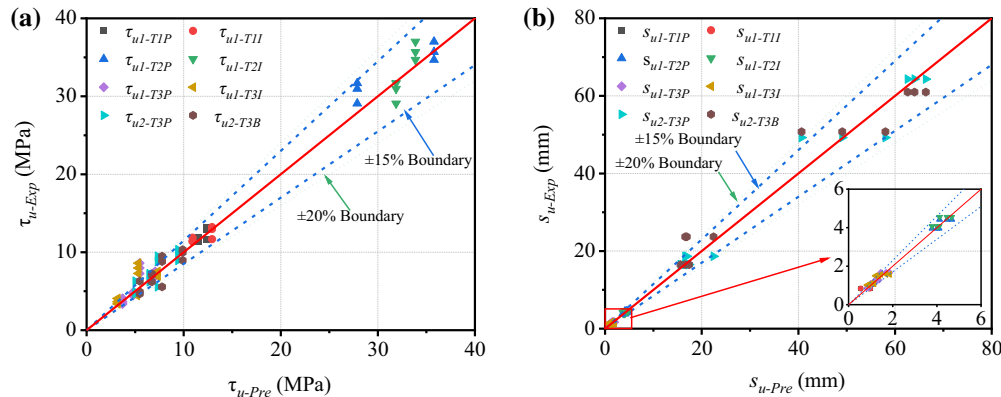 (a)
τu-Exp (MPa)
40
30
20
10
0
τu1-T1P τu1-T1I
τu1-T2P τu1-T2I
τu1-T3P τu1-T3I
τu2-T3P τu2-T3B
±15% Boundary
±20% Boundary
0 10 20 30 40
τu-Pre (MPa)
(b)
su-Exp (mm)
80
60
40
20
0
su1-T1P su1-T1I
su1-T2P su1-T2I
su1-T3P su1-T3I
su2-T3P su2-T3B
±15% Boundary
±20% Boundary
6
4
2
0
0 2 4 6
0 20 40 60 80
su-Pre (mm)